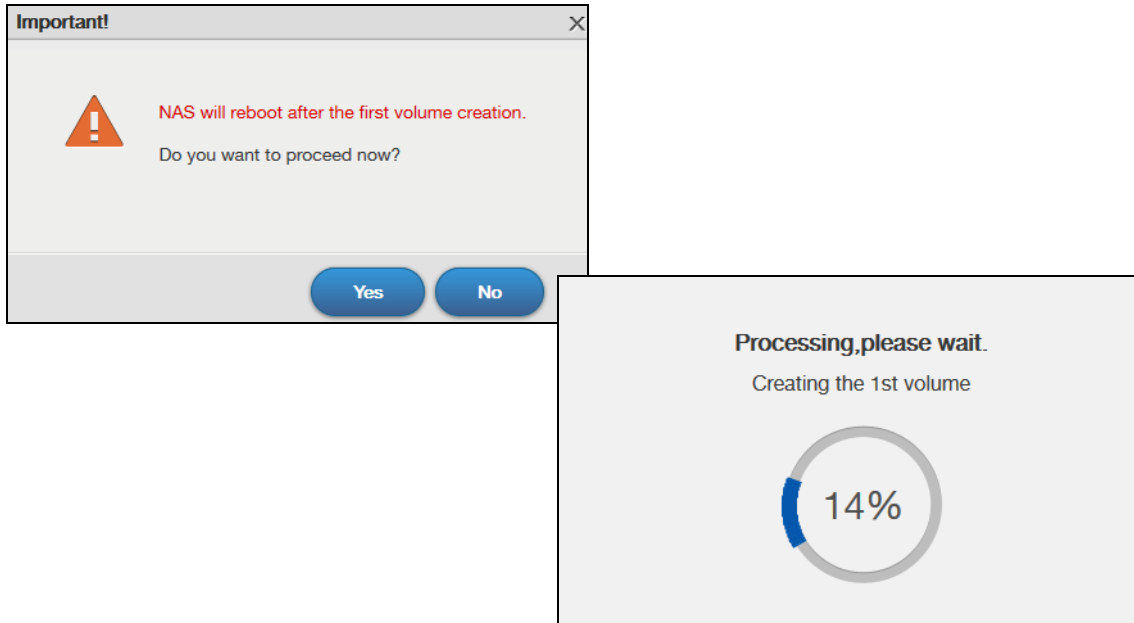 Important!
X
NAS will reboot after the first volume creation.
Do you want to proceed now?
Yes No
Processing,please wait.
Creating the 1st volume
14%